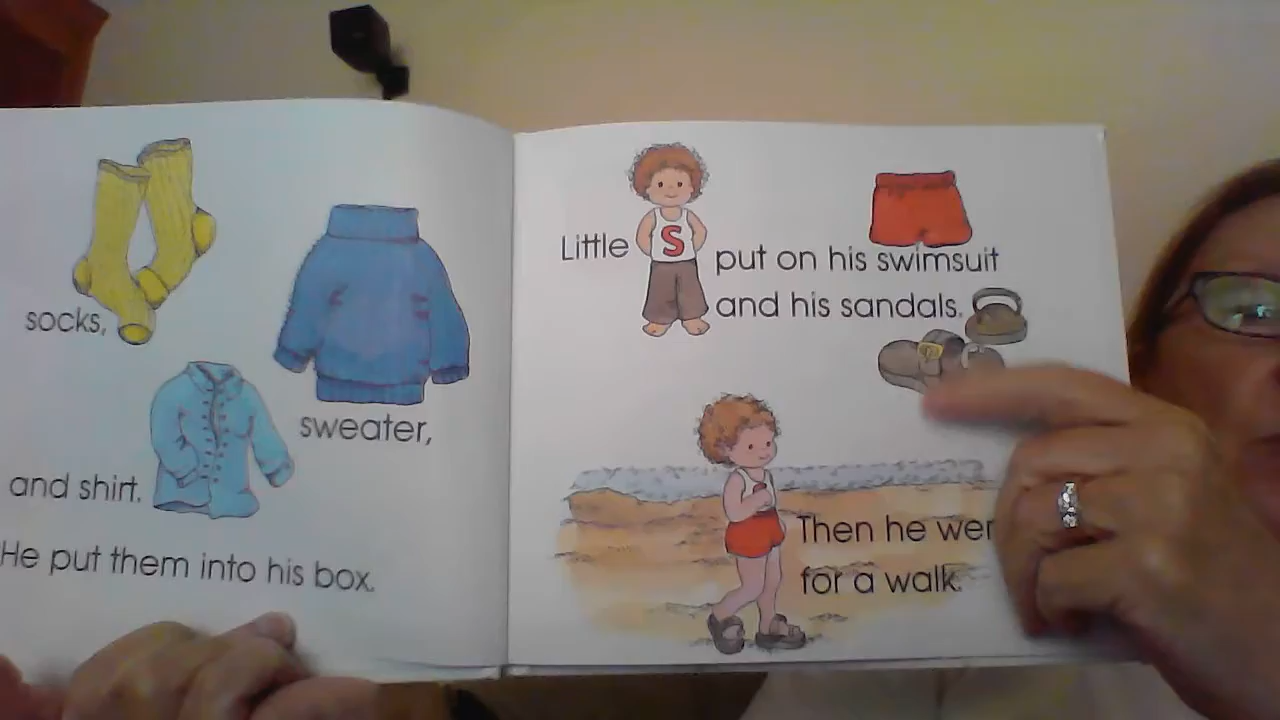 socks,
sweater,
and shirt.
He put them into his box.
Little S put on his swimsuit
and his sandals.
Then he
for a walk.